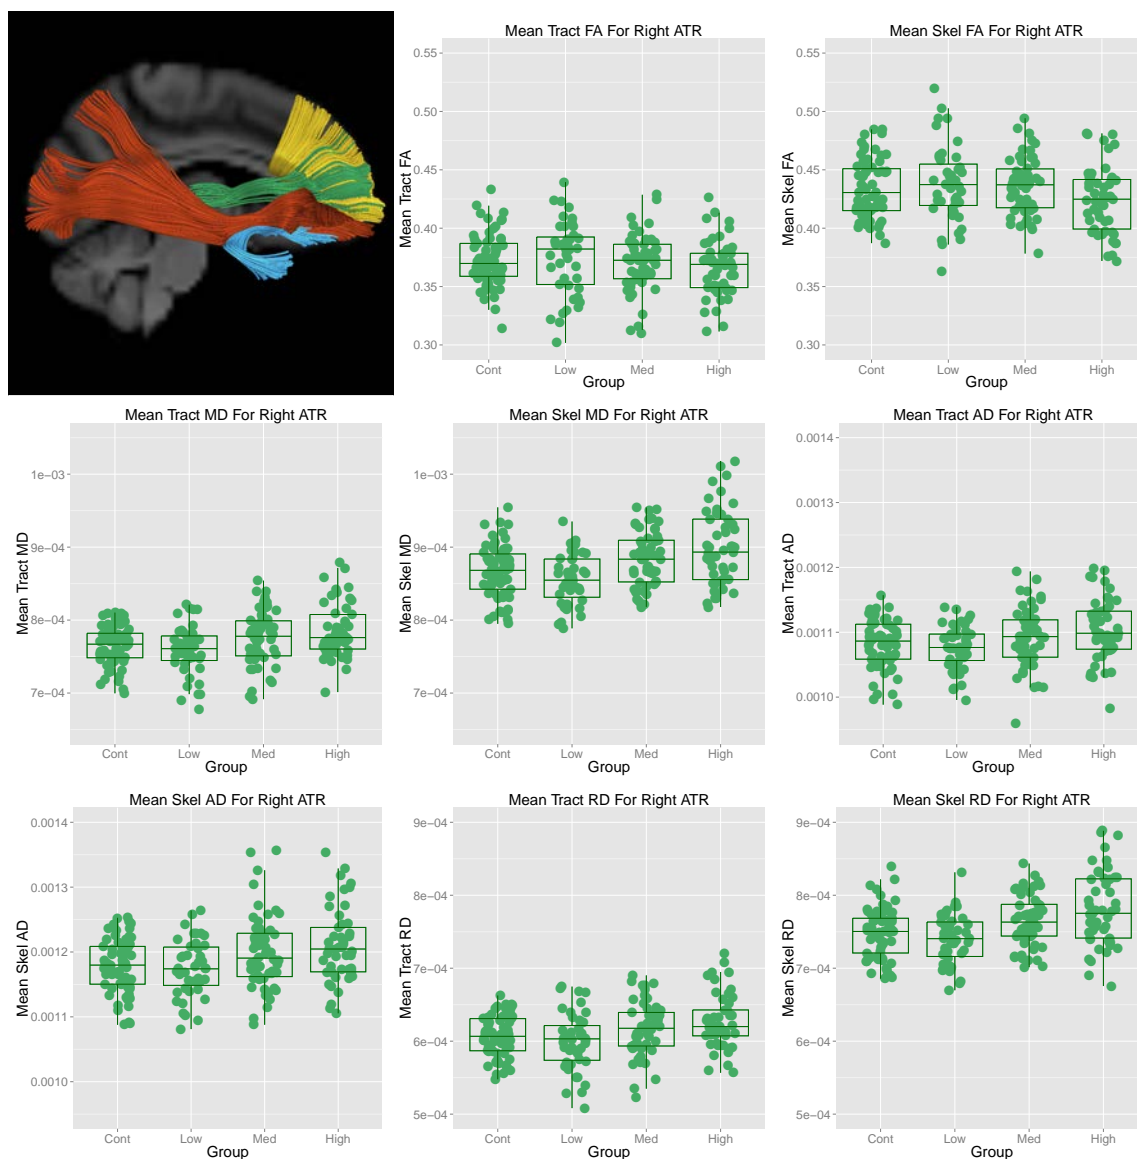 Mean Tract FA For Right ATR
0.55
0.50
0.45
0.40
0.35
0.30
Mean Tract FA
Cont Low Med High
Group
Mean Skel FA For Right ATR
0.55
0.50
0.45
0.40
0.35
0.30
Mean Skel FA
Cont Low Med High
Group
Mean Tract MD For Right ATR
1e−03
9e−04
8e−04
7e−04
Mean Tract MD
Cont Low Med High
Group
Mean Skel MD For Right ATR
1e−03
9e−04
8e−04
7e−04
Mean Skel MD
Cont Low Med High
Group
Mean Tract AD For Right ATR
0.0014
0.0013
0.0012
0.0011
0.0010
Mean Tract AD
Cont Low Med High
Group
Mean Skel AD For Right ATR
0.0014
0.0013
0.0012
0.0011
0.0010
Mean Skel AD
Cont Low Med High
Group
Mean Tract RD For Right ATR
9e−04
8e−04
7e−04
6e−04
5e−04
Mean Tract RD
Cont Low Med High
Group
Mean Skel RD For Right ATR
9e−04
8e−04
7e−04
6e−04
5e−04
Mean Skel RD
Cont Low Med High
Group